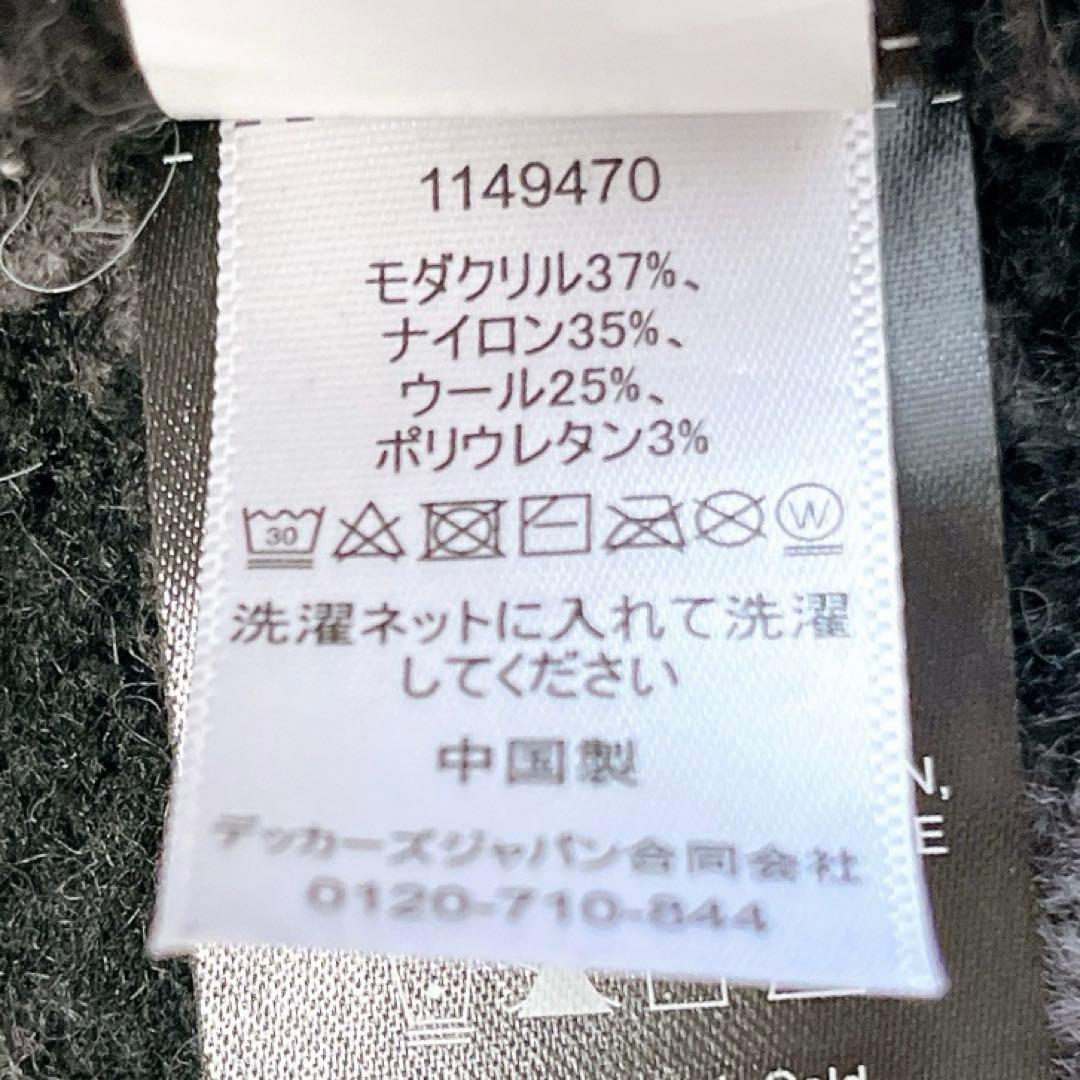 1149470
モダクリル37%、
ナイロン35%、
ウール25%、
ポリウレタン3%
30
W
洗濯ネットに入れて洗濯
してください
中国製
デッカーズジャパン合同会社
0120-710-844
N,
E